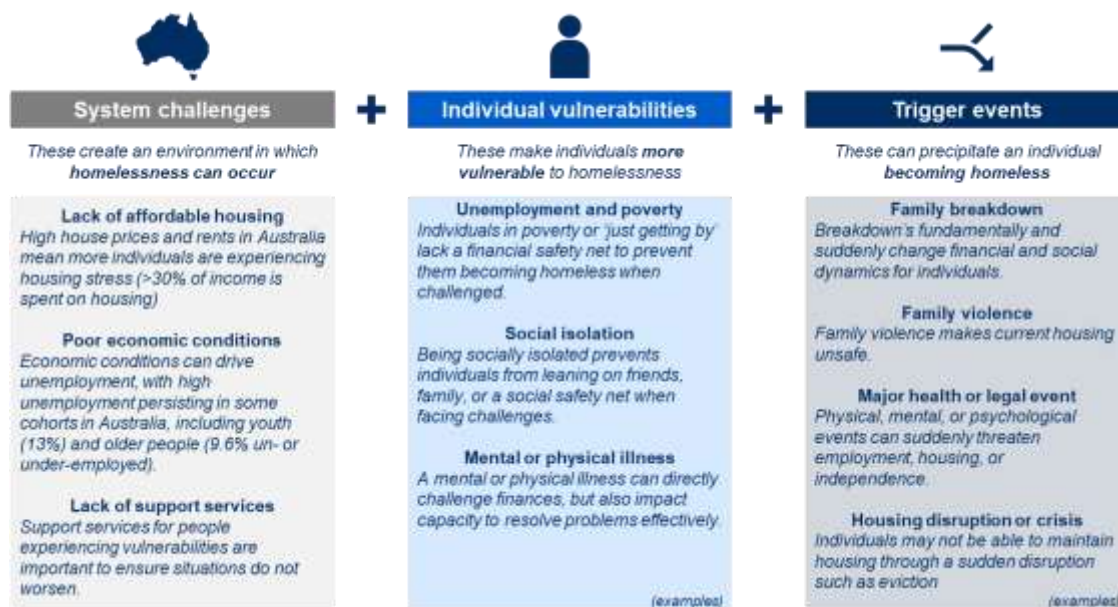 System challenges
These create an environment in which
homelessness can occur
Lack of affordable housing
High house prices and rents in Australia
mean more individuals are experiencing
housing stress (>30% of income is
spent on housing)
Poor economic conditions
Economic conditions can drive
unemployment, with high
unemployment persisting in some
cohorts in Australia, including youth
(13%) and older people (9.6% un- or
under-employed).
Lack of support services
Support services for people
experiencing vulnerabilities are
important to ensure situations do not
worsen.
+
Individual vulnerabilities
These make individuals more
vulnerable to homelessness
Unemployment and poverty
Individuals in poverty or 'just getting by'
lack a financial safety net to prevent
them becoming homeless when
challenged.
Social isolation
Being socially isolated prevents
individuals from leaning on friends,
family, or a social safety net when
facing challenges.
Mental or physical illness
A mental or physical illness can directly
challenge finances, but also impact
capacity to resolve problems effectively.
(examples)
+
Trigger events
These can precipitate an individual
becoming homeless
Family breakdown
Breakdown's fundamentally and
suddenly change financial and social
dynamics for individuals.
Family violence
Family violence makes current housing
unsafe.
Major health or legal event
Physical, mental, or psychological
events can suddenly threaten
employment, housing, or
independence.
Housing disruption or crisis
Individuals may not be able to maintain
housing through a sudden disruption
such as eviction
(examples)